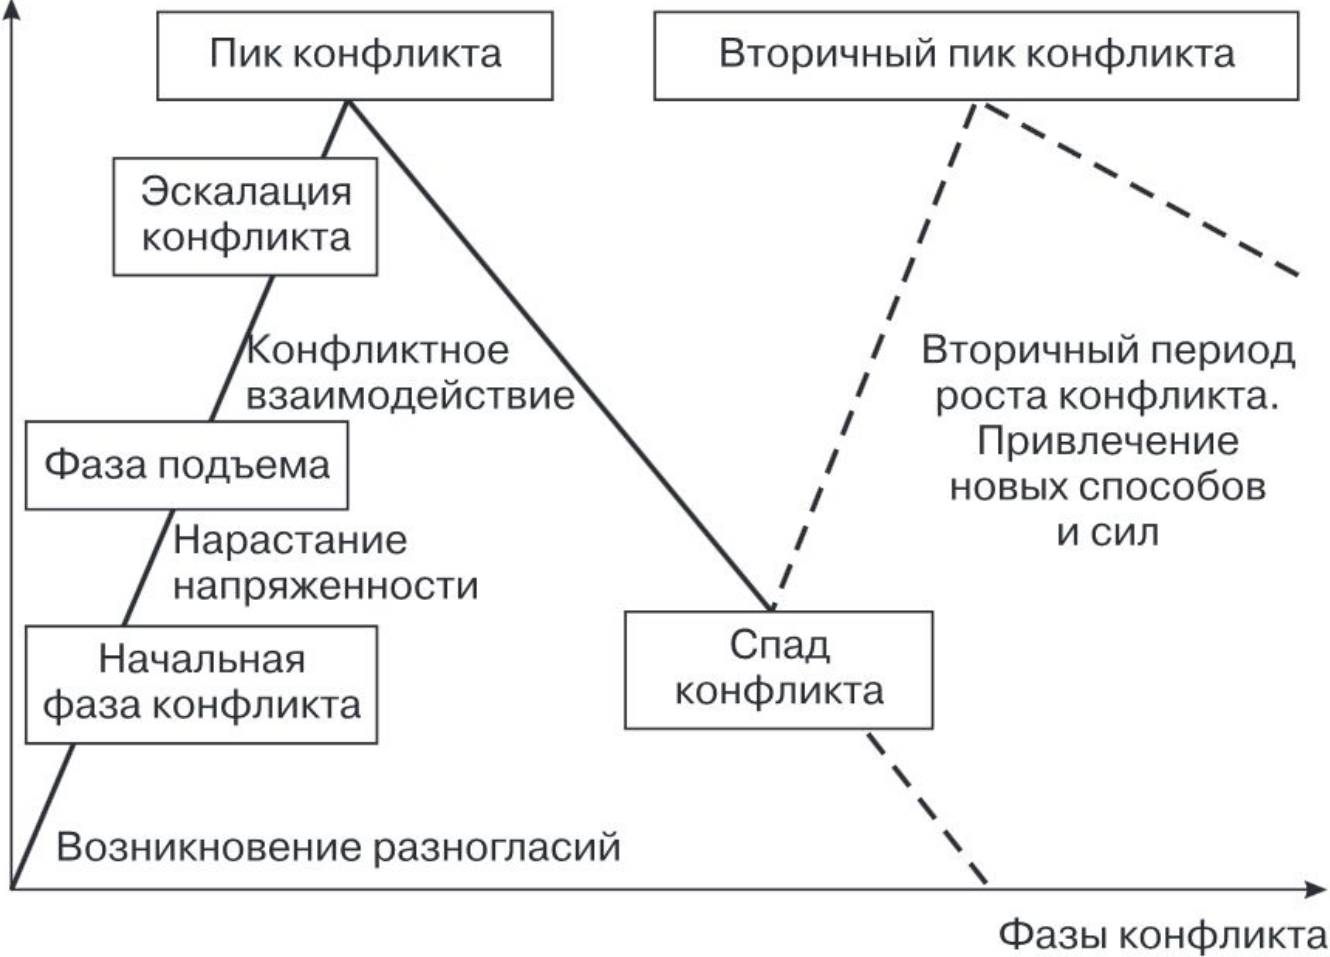 Пик конфликта
Вторичный пик конфликта
Эскалация
конфликта
Конфликтное
взаимодействие
Вторичный период
роста конфликта.
Привлечение
новых способов
и сил
Фаза подъема
Нарастание
напряженности
Начальная
фаза конфликта
Спад
конфликта
Возникновение разногласий
Фазы конфликта